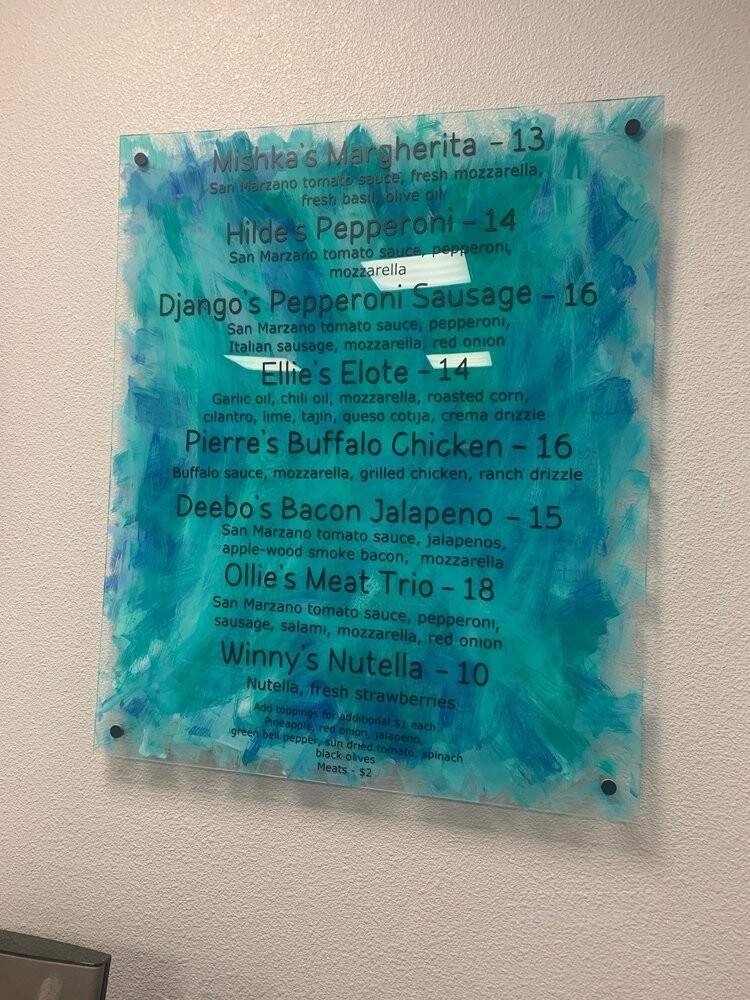 Mishka's Margherita - 13
San Marzano tomato sauce, fresh mozzarella,
fresh basil, olive oil
Hilde's Pepperoni - 14
San Marzano tomato sauce, pepperoni,
mozzarella
Django's Pepperoni Sausage - 16
San Marzano tomato sauce, pepperoni,
Italian sausage, mozzarella, red onion
Ellie's Elote - 14
Garlic oil, chili oil, mozzarella, roasted corn,
cilantro, lime, tajin, queso cotija, crema drizzle
Pierre's Buffalo Chicken - 16
Buffalo sauce, mozzarella, grilled chicken, ranch drizzle
Deebo's Bacon Jalapeno - 15
San Marzano tomato sauce, jalapenos,
apple-wood smoke bacon, mozzarella
Ollie's Meat Trio - 18
San Marzano tomato sauce, pepperoni,
sausage, salami, mozzarella, red onion
Winny's Nutella - 10
Nutella, fresh strawberries
Add toppings for additional $1 each
Pineapple, red onion, jalapeno,
green bell pepper, sun dried tomato, spinach
black olives
Meats - $2